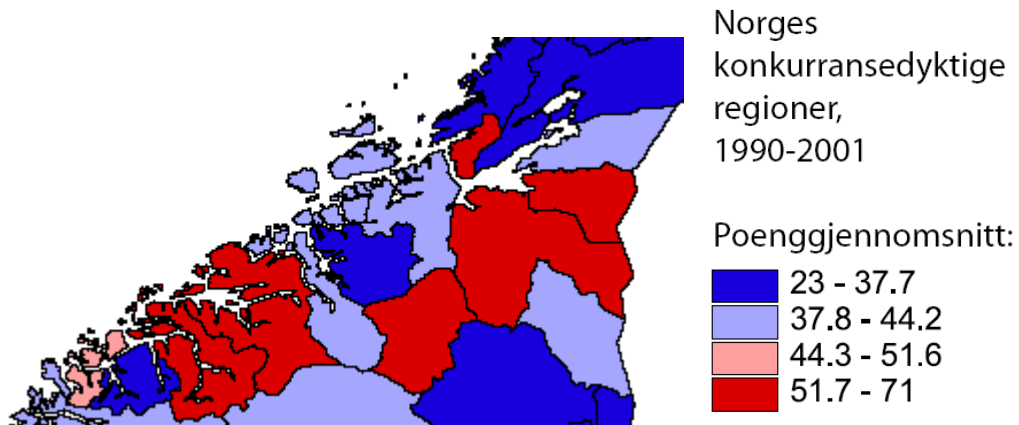 Norges
konkurransedyktige
regioner,
1990-2001
Poenggjennomsnitt:
23 - 37.7
37.8 - 44.2
44.3 - 51.6
51.7 - 71